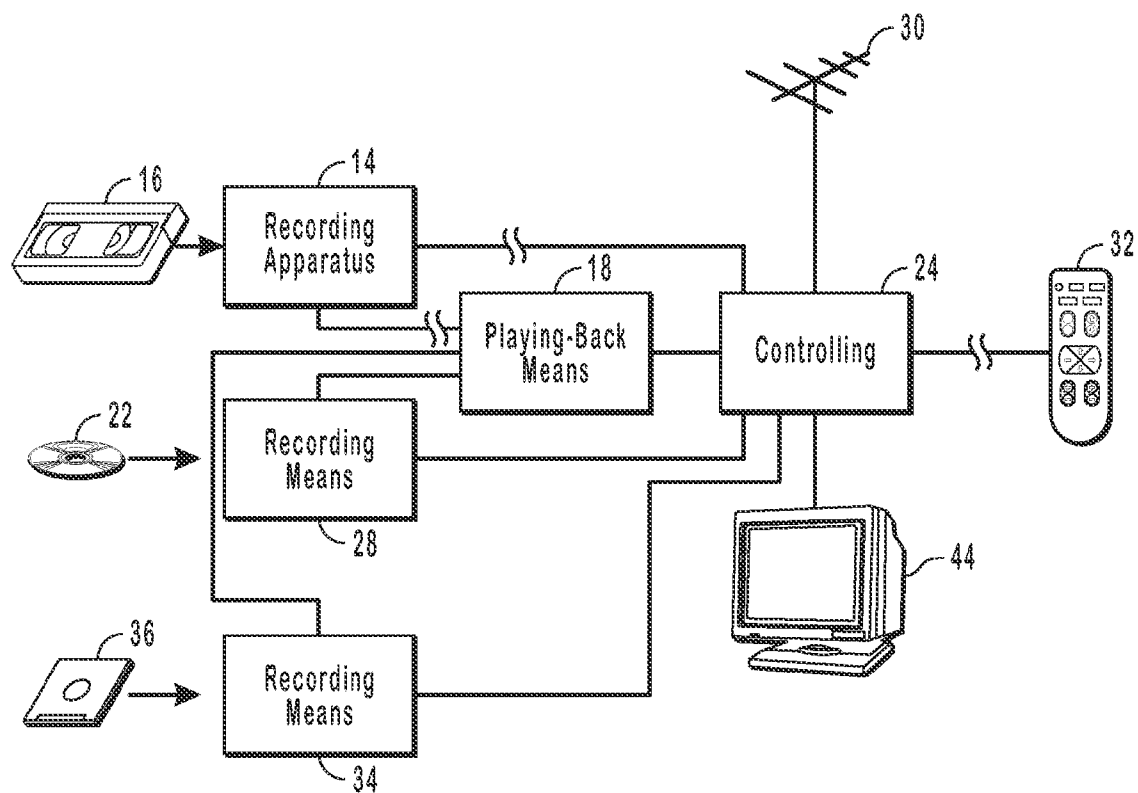 30
14
16
Recording
Apparatus
18
24
32
Playing-Back
Means
Controlling
22
Recording
Means
28
44
36
Recording
Means
34